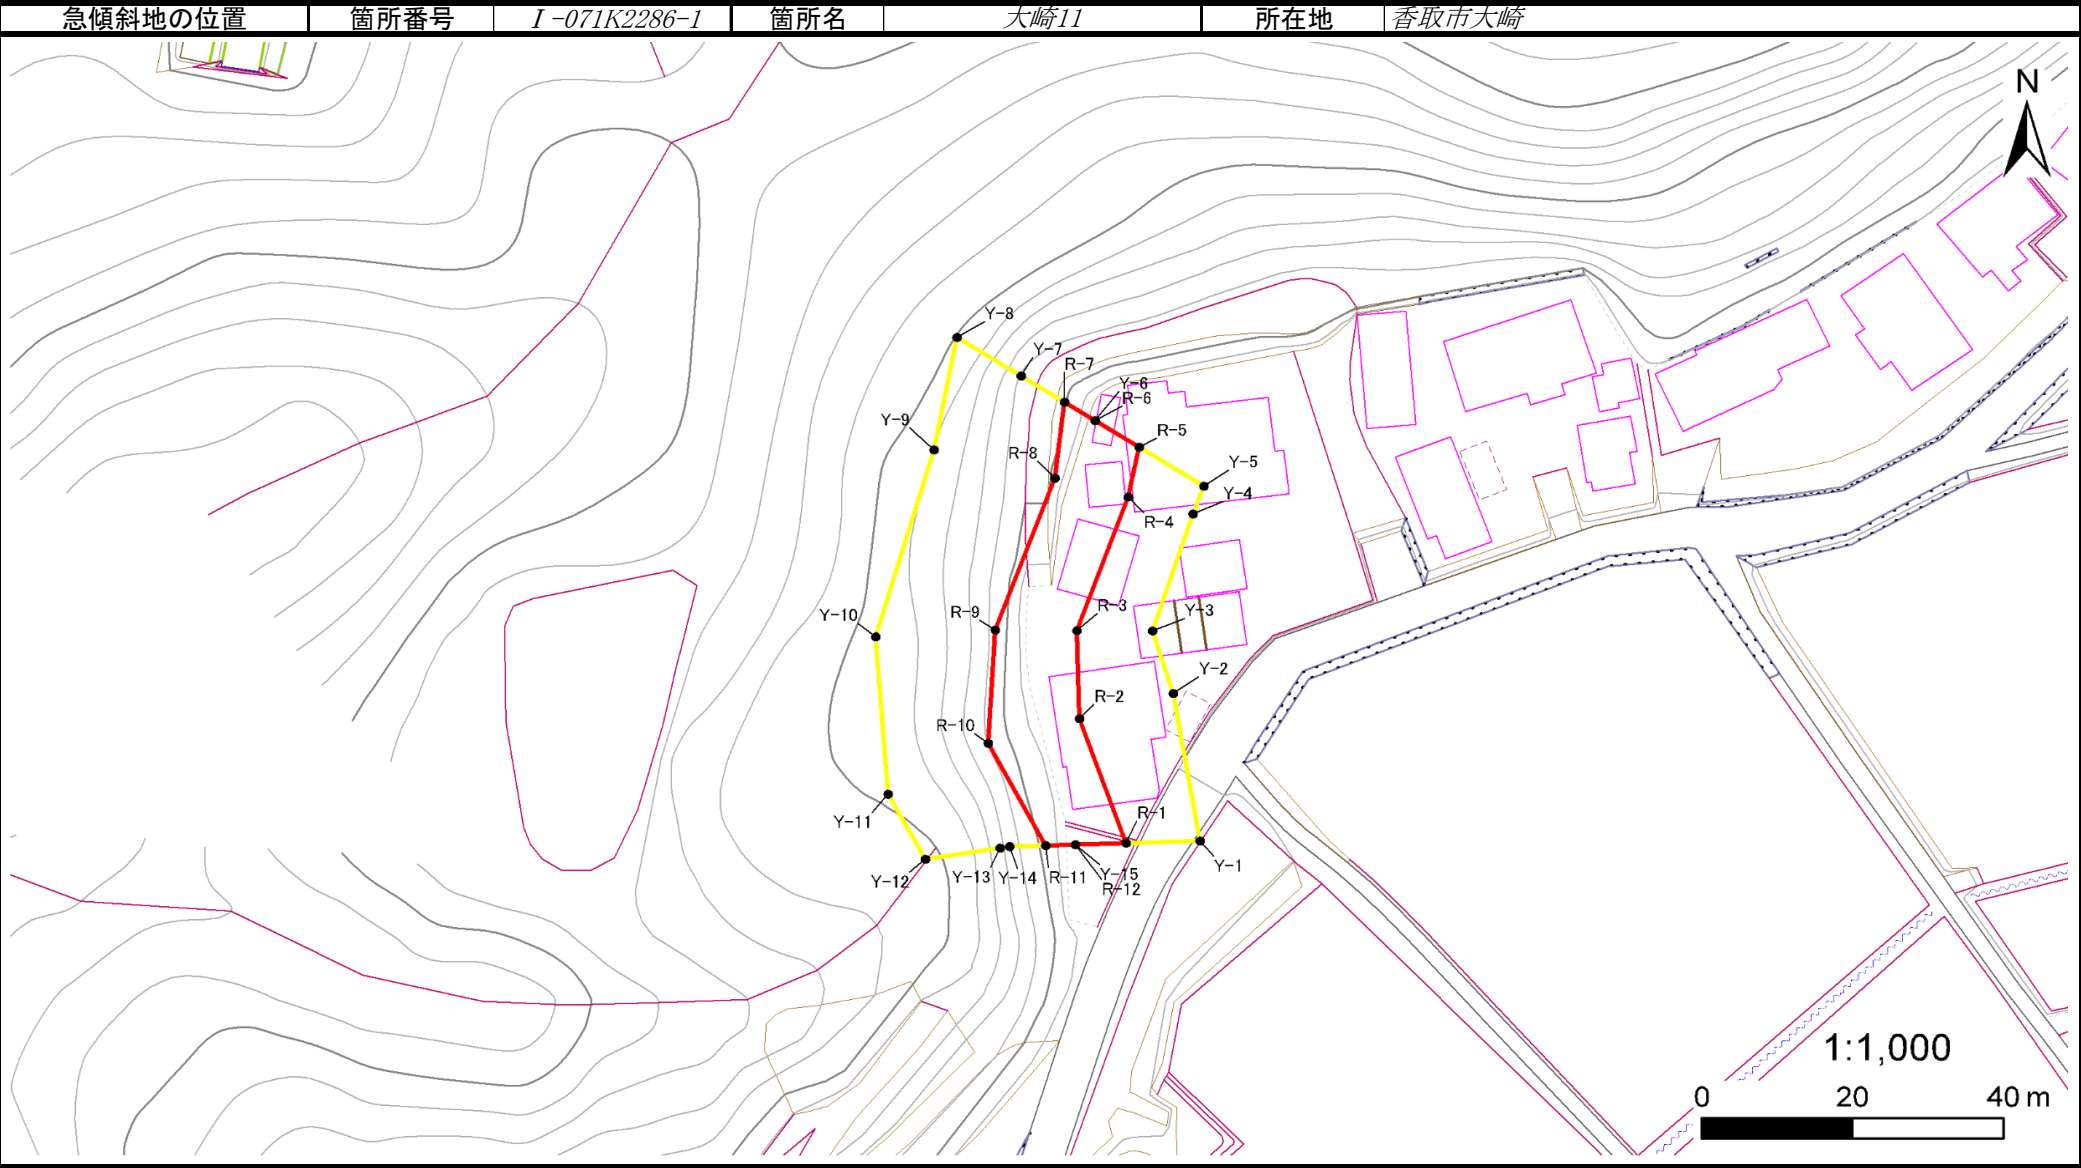 急傾斜地の位置 箇所番号 Ⅰ-071K2286-1 箇所名 大崎11 所在地 香取市大崎
N
Y-8
Y-7
R-7
Y-6
R-6
Y-9
R-5
R-8
Y-5
Y-4
R-4
Y-10
R-9
R-3
Y-3
Y-2
R-2
R-10
Y-11
R-1
Y-12
Y-13
Y-14
R-11
Y-15
R-12
Y-1
1:1,000
0 20 40 m